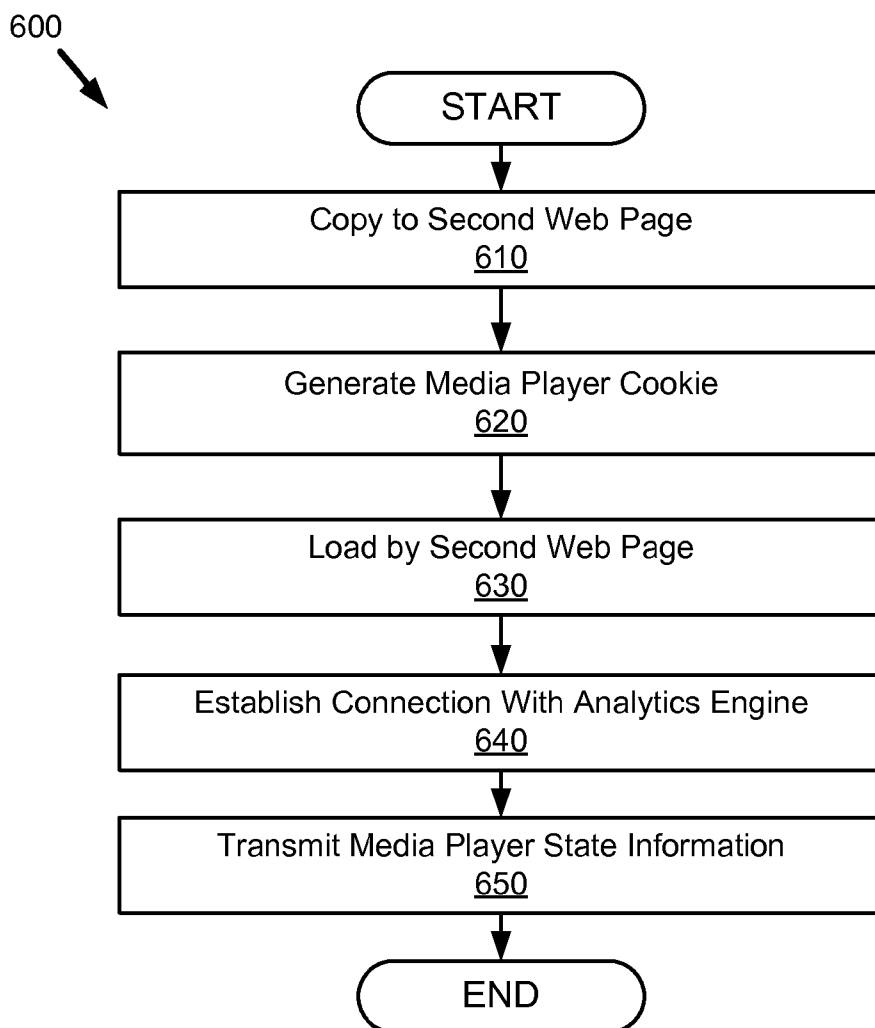 600
START
Copy to Second Web Page
610
Generate Media Player Cookie
620
Load by Second Web Page
630
Establish Connection With Analytics Engine
640
Transmit Media Player State Information
650
END